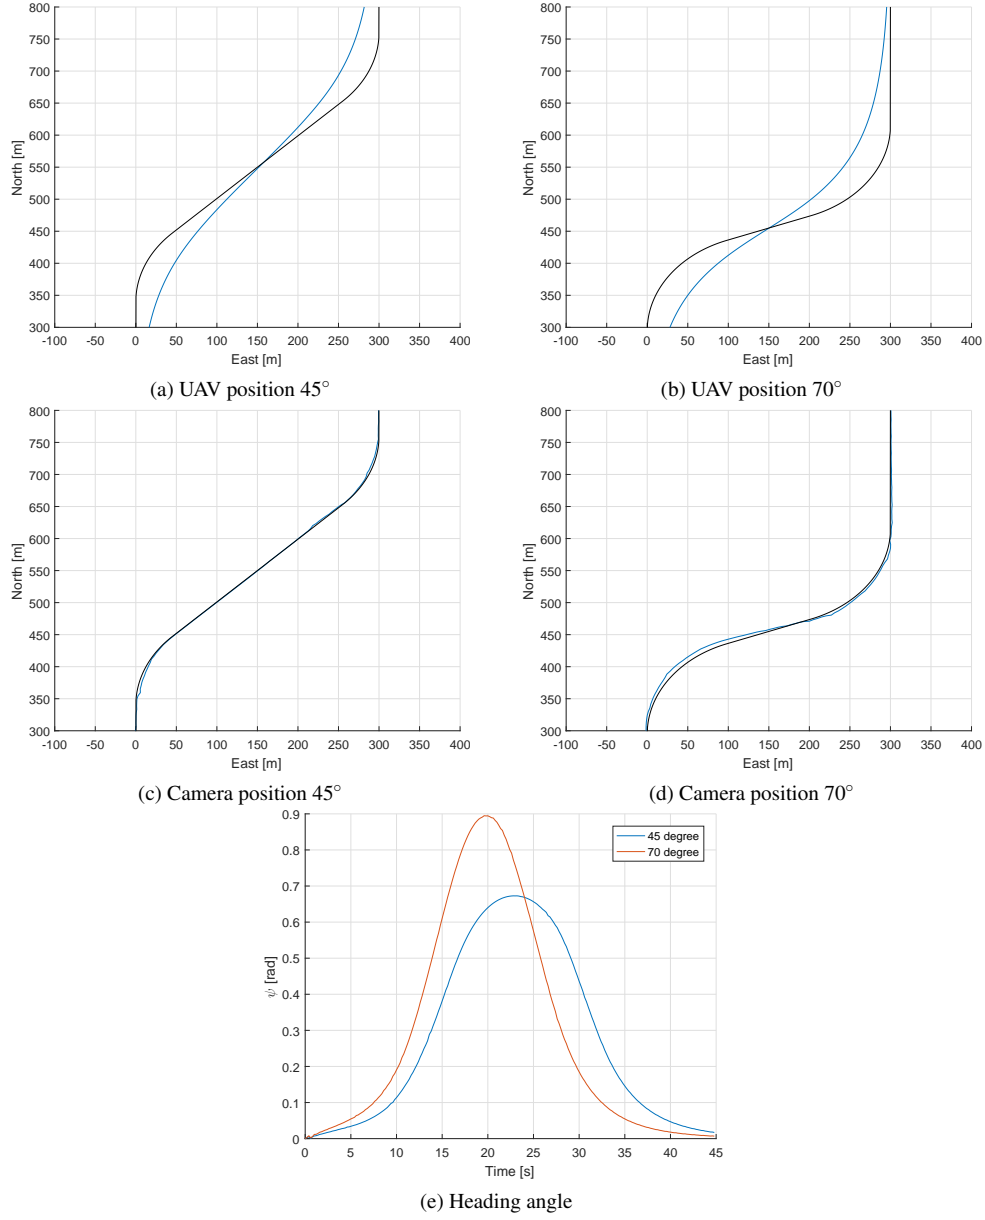 800
750
700
650
600
550
500
450
400
350
300
North [m]
-100 -50 0 50 100 150 200 250 300 350 400
East [m]
(a) UAV position 45°
800
750
700
650
600
550
500
450
400
350
300
North [m]
-100 -50 0 50 100 150 200 250 300 350 400
East [m]
(b) UAV position 70°
800
750
700
650
600
550
500
450
400
350
300
North [m]
-100 -50 0 50 100 150 200 250 300 350 400
East [m]
(c) Camera position 45°
800
750
700
650
600
550
500
450
400
350
300
North [m]
-100 -50 0 50 100 150 200 250 300 350 400
East [m]
(d) Camera position 70°
0.9
0.8
0.7
0.6
0.5
0.4
0.3
0.2
0.1
0
ψ [rad]
45 degree
70 degree
0 5 10 15 20 25 30 35 40 45
Time [s]
(e) Heading angle